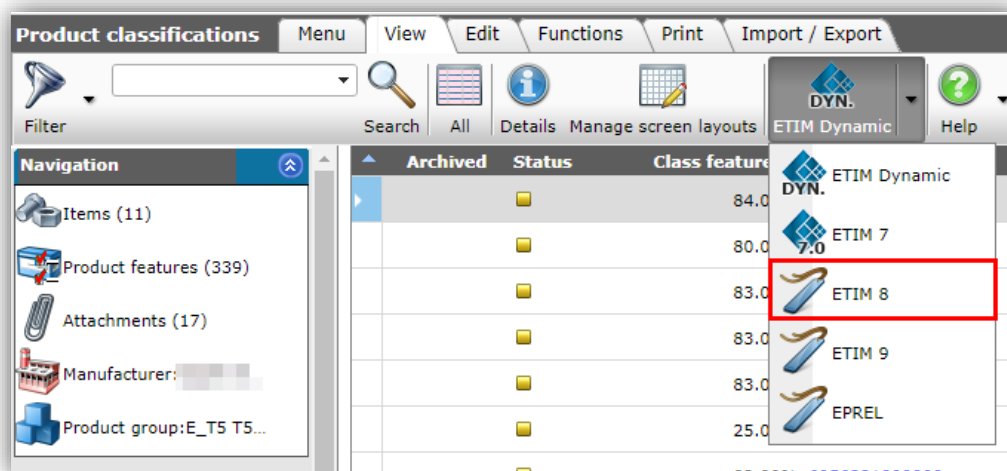 Product classifications Menu View Edit Functions Print Import / Export
DYN.
Filter Search All Details Manage screen layouts ETIM Dynamic Help
Navigation
Items (11)
Product features (339)
Attachments (17)
Manufacturer:
Product group:E_T5 T5...
Archived Status Class feature
84.0
80.0
83.0
83.0
83.0
25.0
DYN. ETIM Dynamic
7.0 ETIM 7
ETIM 8
ETIM 9
EPREL